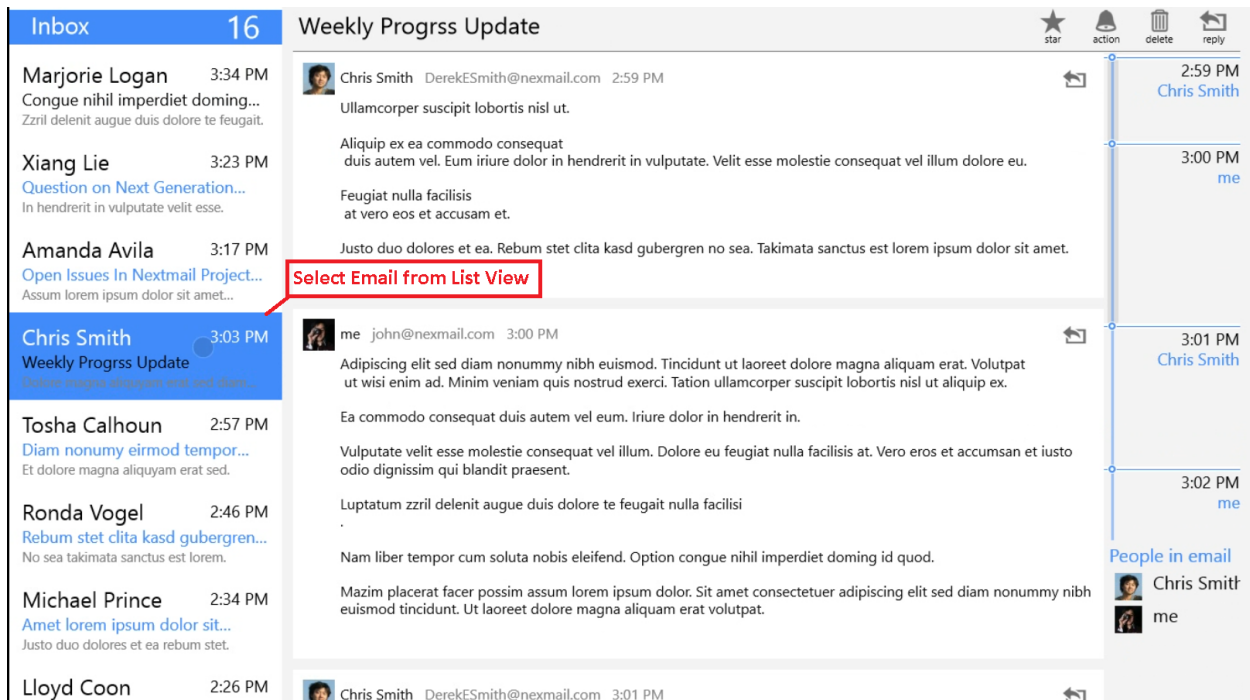 Inbox 16
Marjorie Logan 3:34 PM
Congue nihil imperdiet doming...
Zzril delenit augue duis dolore te feugait.
Xiang Lie 3:23 PM
Question on Next Generation...
In hendrerit in vulputate velit esse.
Amanda Avila 3:17 PM
Open Issues In Nextmail Project...
Assum lorem ipsum dolor sit amet...
Chris Smith 3:03 PM
Weekly Progrss Update
Tosha Calhoun 2:57 PM
Diam nonumy eirmod tempor...
Et dolore magna aliquyam erat sed.
Ronda Vogel 2:46 PM
Rebum stet clita kasd gubergren...
No sea takimata sanctus est lorem.
Michael Prince 2:34 PM
Amet lorem ipsum dolor sit...
Justo duo dolores et ea rebum stet.
Lloyd Coon 2:26 PM
Select Email from List View
Weekly Progrss Update
star action delete reply
Chris Smith DerekESmith@nexmail.com 2:59 PM
Ullamcorper suscipit lobortis nisl ut.
Aliquip ex ea commodo consequat
duis autem vel. Eum iriure dolor in hendrerit in vulputate. Velit esse molestie consequat vel illum dolore eu.
Feugiat nulla facilisis
at vero eos et accusam et.
Justo duo dolores et ea. Rebum stet clita kasd gubergren no sea. Takimata sanctus est lorem ipsum dolor sit amet.
me john@nexmail.com 3:00 PM
Adipiscing elit sed diam nonummy nibh euismod. Tincidunt ut laoreet dolore magna aliquam erat. Volutpat
ut wisi enim ad. Minim veniam quis nostrud exerci. Tation ullamcorper suscipit lobortis nisl ut aliquip ex.
Ea commodo consequat duis autem vel eum. Iriure dolor in hendrerit in.
Vulputate velit esse molestie consequat vel illum. Dolore eu feugiat nulla facilisis at. Vero eros et accumsan et iusto
odio dignissim qui blandit praesent.
Luptatum zzril delenit augue duis dolore te feugait nulla facilisi
.
Nam liber tempor cum soluta nobis eleifend. Option congue nihil imperdiet doming id quod.
Mazim placerat facer possim assum lorem ipsum dolor. Sit amet consectetuer adipiscing elit sed diam nonummy nibh
euismod tincidunt. Ut laoreet dolore magna aliquam erat volutpat.
Chris Smith DerekESmith@nexmail.com 3:01 PM
2:59 PM
Chris Smith
3:00 PM
me
3:01 PM
Chris Smith
3:02 PM
me
People in email
Chris Smith
me